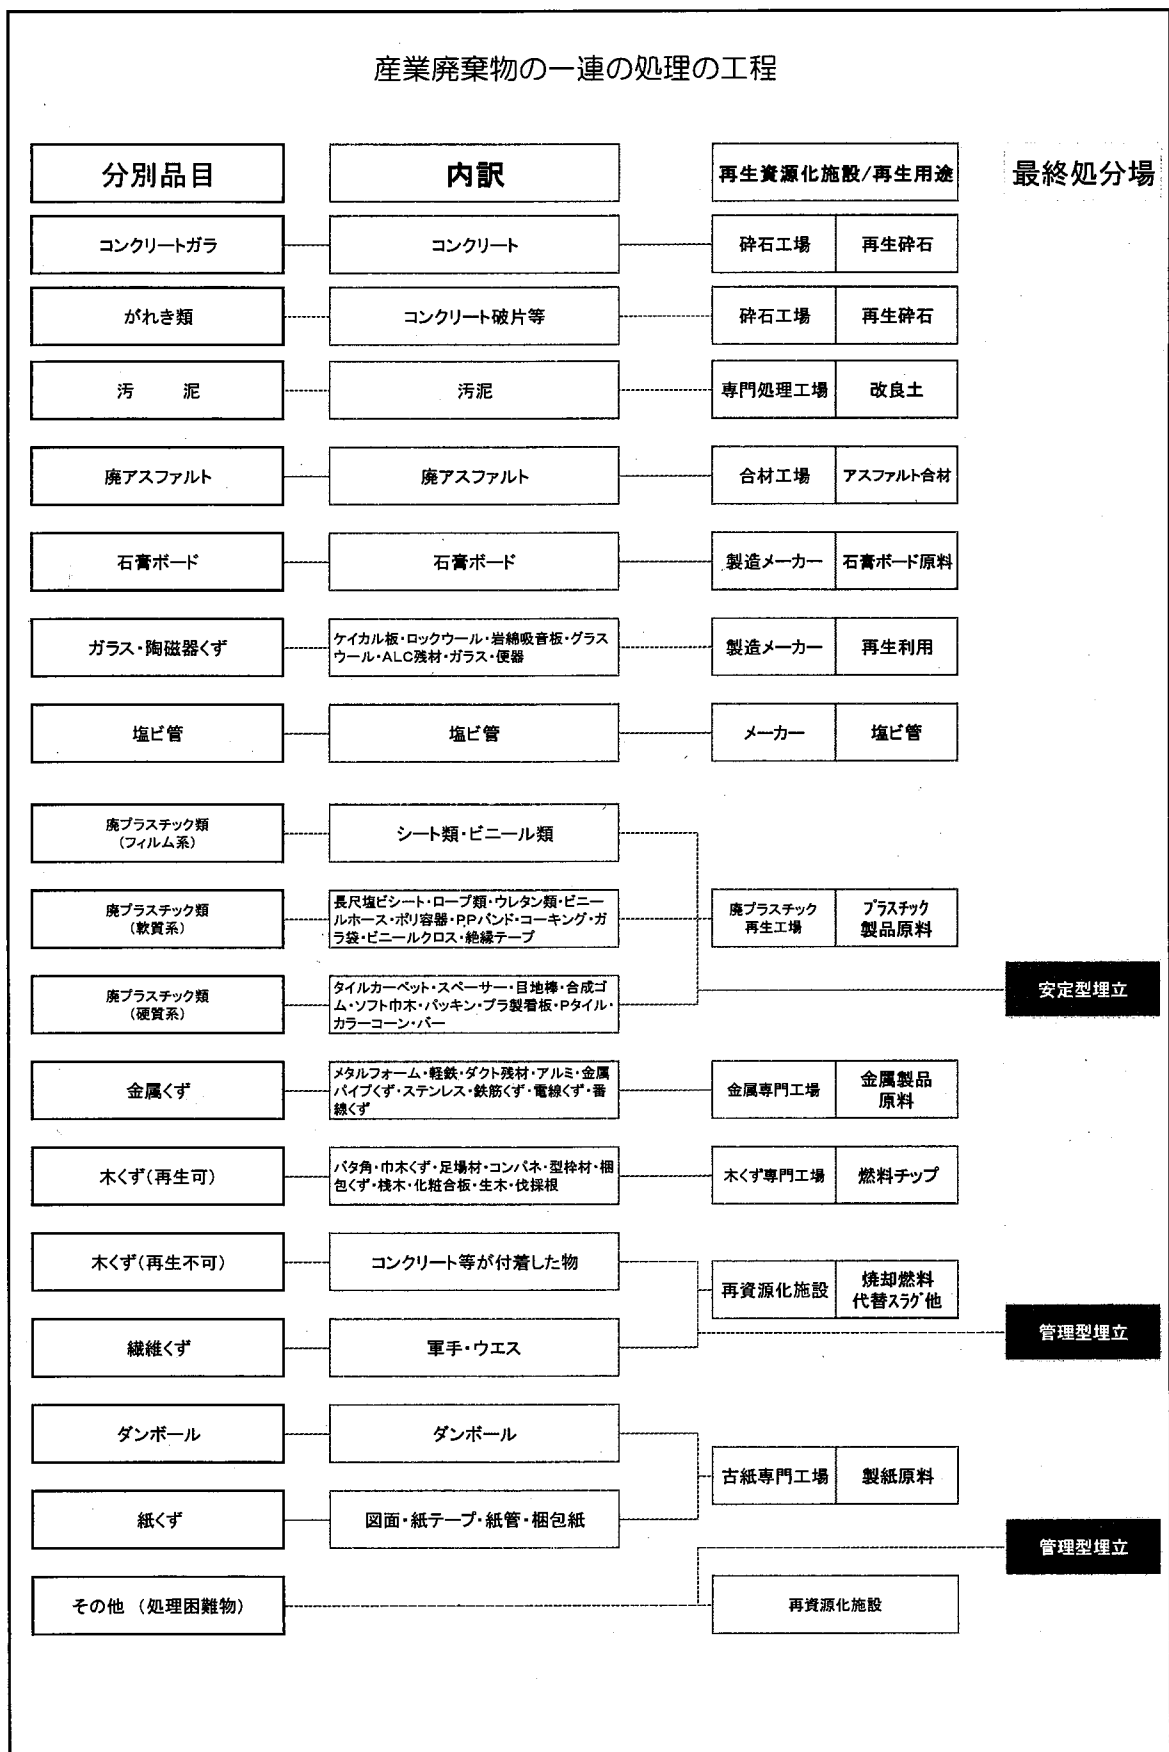 産業廃棄物の一連の処理の工程
分別品目
内訳
再生資源化施設/再生用途
最終処分場
コンクリートガラ
コンクリート
砕石工場
再生砕石
がれき類
コンクリート破片等
砕石工場
再生砕石
汚 泥
汚泥
専門処理工場
改良土
廃アスファルト
廃アスファルト
合材工場
アスファルト合材
石膏ボード
石膏ボード
製造メーカー
石膏ボード原料
ガラス・陶磁器くず
ケイカル板・ロックウール・岩綿吸音板・グラス
ウール・ALC残材・ガラス・便器
製造メーカー
再生利用
塩ビ管
塩ビ管
メーカー
塩ビ管
廃プラスチック類
(フィルム系)
シート類・ビニール類
廃プラスチック類
(軟質系)
長尺塩ビシート・ロープ類・ウレタン類・ビニー
ルホース・ポリ容器・PPバンド・コーキング・ガ
ラ袋・ビニールクロス・絶縁テープ
廃プラスチック
再生工場
プラスチック
製品原料
廃プラスチック類
(硬質系)
タイルカーペット・スペーサー・目地棒・合成ゴ
ム・ソフト巾木・パッキン・プラ製看板・Pタイル・
カラーコーン・バー
安定型埋立
金属くず
メタルフォーム・軽鉄・ダクト残材・アルミ・金属
パイプくず・ステンレス・鉄筋くず・電線くず・番
線くず
金属専門工場
金属製品
原料
木くず(再生可)
バタ角・巾木くず・足場材・コンパネ・型枠材・梱
包くず・桟木・化粧合板・生木・伐採根
木くず専門工場
燃料チップ
木くず(再生不可)
コンクリート等が付着した物
再資源化施設
焼却燃料
代替スラグ他
管理型埋立
繊維くず
軍手・ウエス
ダンボール
ダンボール
古紙専門工場
製紙原料
紙くず
図面・紙テープ・紙管・梱包紙
管理型埋立
その他 (処理困難物)
再資源化施設